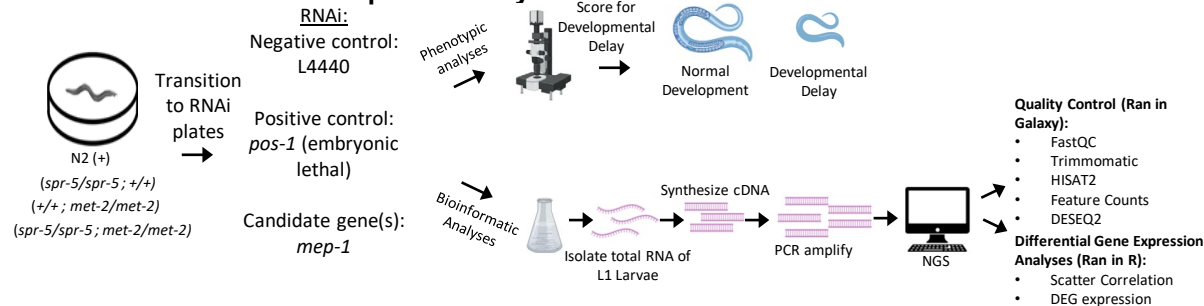 RNAi:
Negative control:
L4440
Positive control:
pos-1 (embryonic
lethal)
Candidate gene(s):
mep-1
Transition
to RNAi
plates
N2 (+)
(spr-5/spr-5 ; +/+)
(+/+ ; met-2/met-2)
(spr-5/spr-5 ; met-2/met-2)
Phenotypic
analyses
Score for
Developmental
Delay
Normal
Development
Developmental
Delay
Bioinformatic
Analyses
Isolate total RNA of
L1 Larvae
Synthesize cDNA
PCR amplify
NGS
Quality Control (Ran in
Galaxy):
• FastQC
• Trimmomatic
• HISAT2
• Feature Counts
• DESEQ2
Differential Gene Expression
Analyses (Ran in R):
• Scatter Correlation
• DEG expression